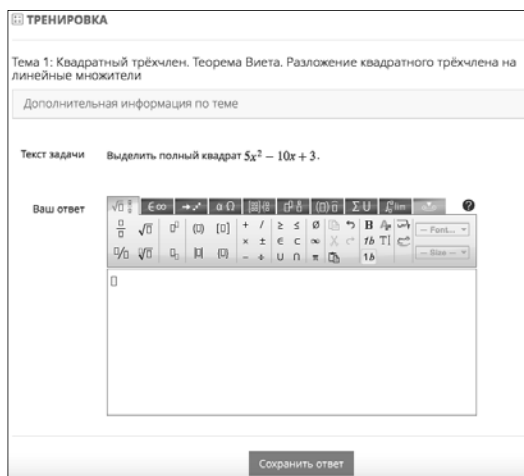 ТРЕНИРОВКА
Тема 1: Квадратный трёхчлен. Теорема Виета. Разложение квадратного трёхчлена на
линейные множители
Дополнительная информация по теме
Текст задачи Выделить полный квадрат 5x² − 10x + 3.
Ваш ответ
-- Font... --
-- Size --
Сохранить ответ